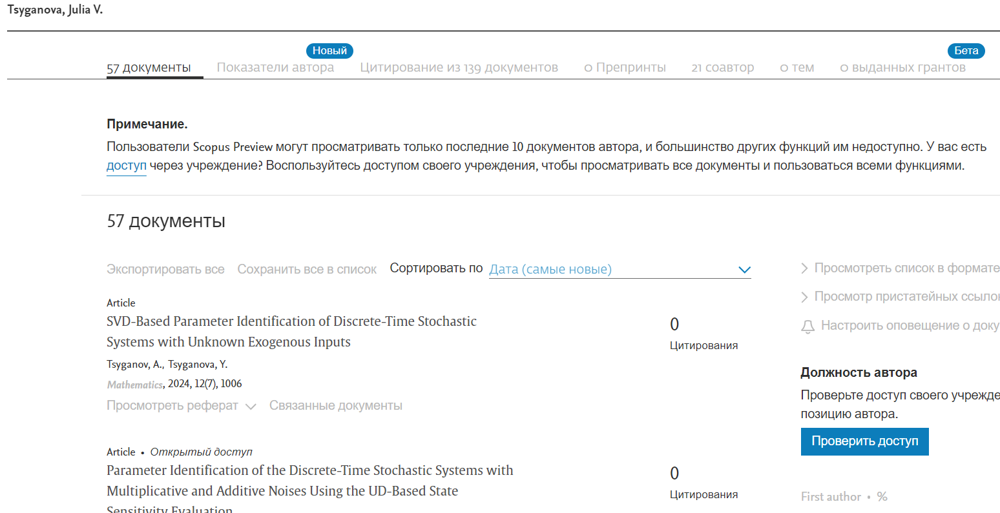 Tsyganova, Julia V.
Новый
Бета
57 документы
Показатели автора
Цитирование из 139 документов
0 Препринты
21 соавтор
0 тем
0 выданных грантов
Примечание.
Пользователи Scopus Preview могут просматривать только последние 10 документов автора, и большинство других функций им недоступно. У вас есть
доступ через учреждение? Воспользуйтесь доступом своего учреждения, чтобы просматривать все документы и пользоваться всеми функциями.
57 документы
Экспортировать все
Сохранить все в список
Сортировать по
Дата (самые новые)
Article
SVD-Based Parameter Identification of Discrete-Time Stochastic
Systems with Unknown Exogenous Inputs
Tsyganov, A., Tsyganova, Y.
Mathematics, 2024, 12(7), 1006
Просмотреть реферат
Связанные документы
0
Цитирования
Article • Открытый доступ
Parameter Identification of the Discrete-Time Stochastic Systems with
Multiplicative and Additive Noises Using the UD-Based State
Sensitivity Evaluation
0
Цитирования
Просмотреть список в формате
Просмотр пристатейных ссылок
Настроить оповещение о доку
Должность автора
Проверьте доступ своего учрежде
позицию автора.
Проверить доступ
First author • %